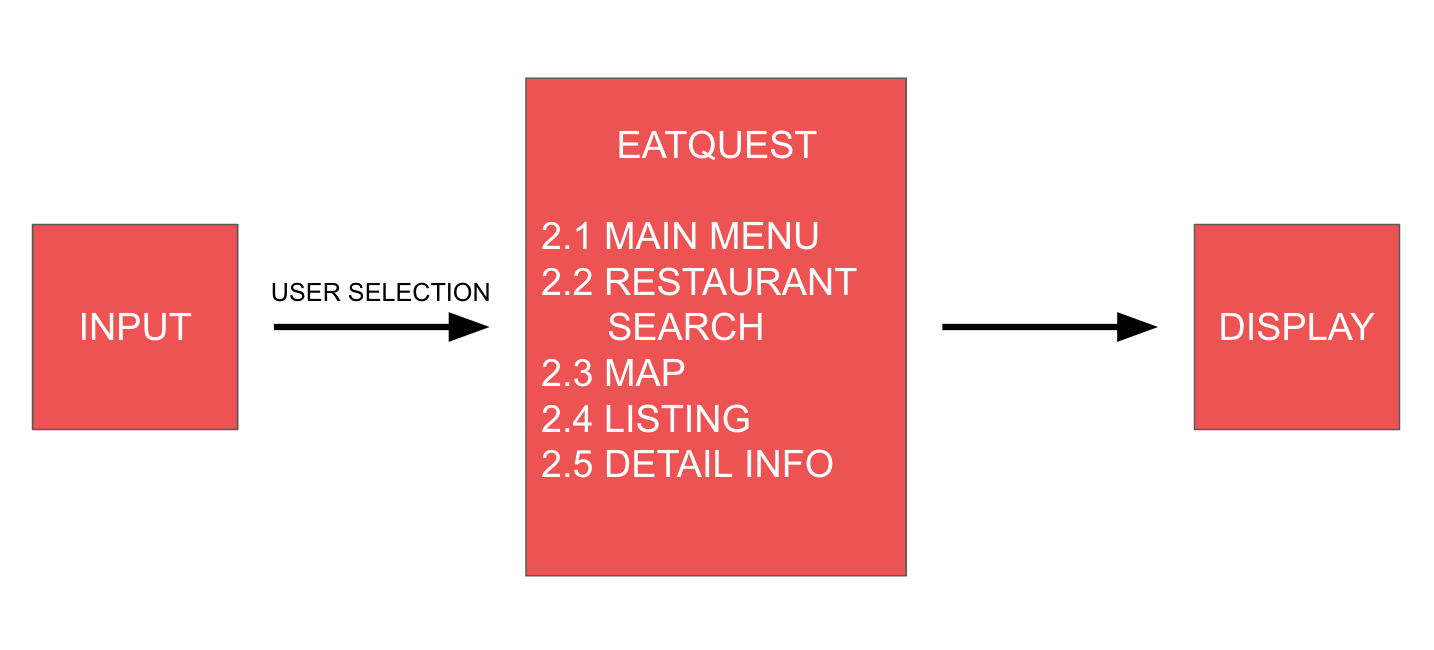 INPUT
USER SELECTION
EATQUEST
2.1 MAIN MENU
2.2 RESTAURANT
SEARCH
2.3 MAP
2.4 LISTING
2.5 DETAIL INFO
DISPLAY